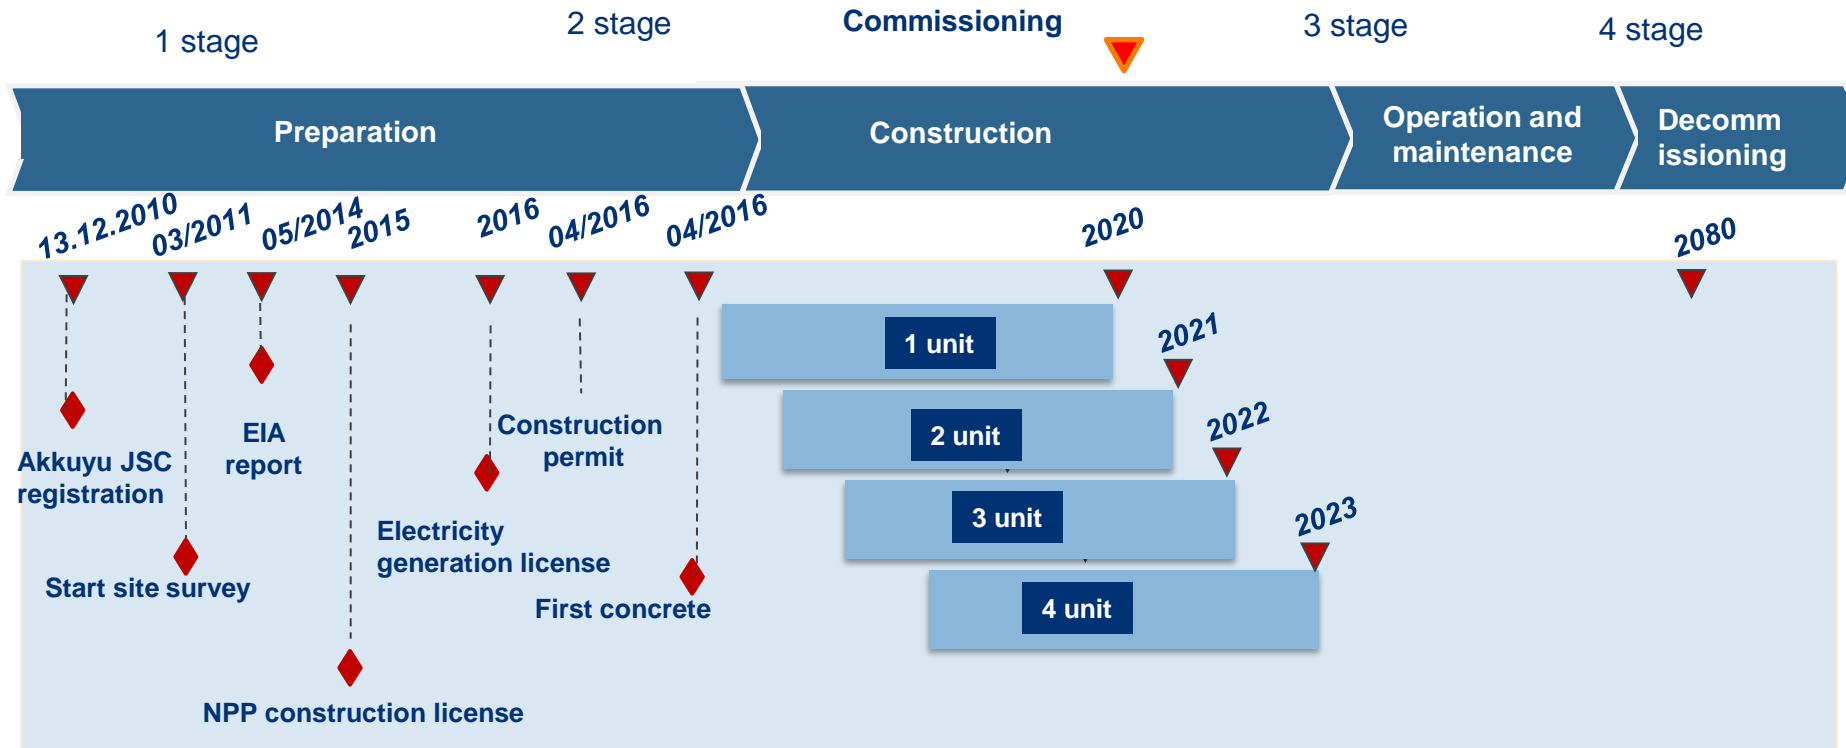 1 stage
2 stage
Commissioning
3 stage
4 stage
Preparation
Construction
Operation and
maintenance
Decomm
issioning
13.12.2010
03/2011
05/2014
2015
2016
04/2016
04/2016
2020
2080
1 unit
2021
2 unit
2022
3 unit
2023
4 unit
Akkuyu JSC
registration
EIA
report
Construction
permit
Electricity
generation license
Start site survey
First concrete
NPP construction license